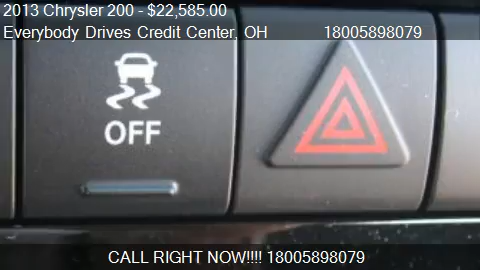 2013 Chrysler 200 - $22,585.00
Everybody Drives Credit Center, OH 18005898079
OFF
CALL RIGHT NOW!!!! 18005898079